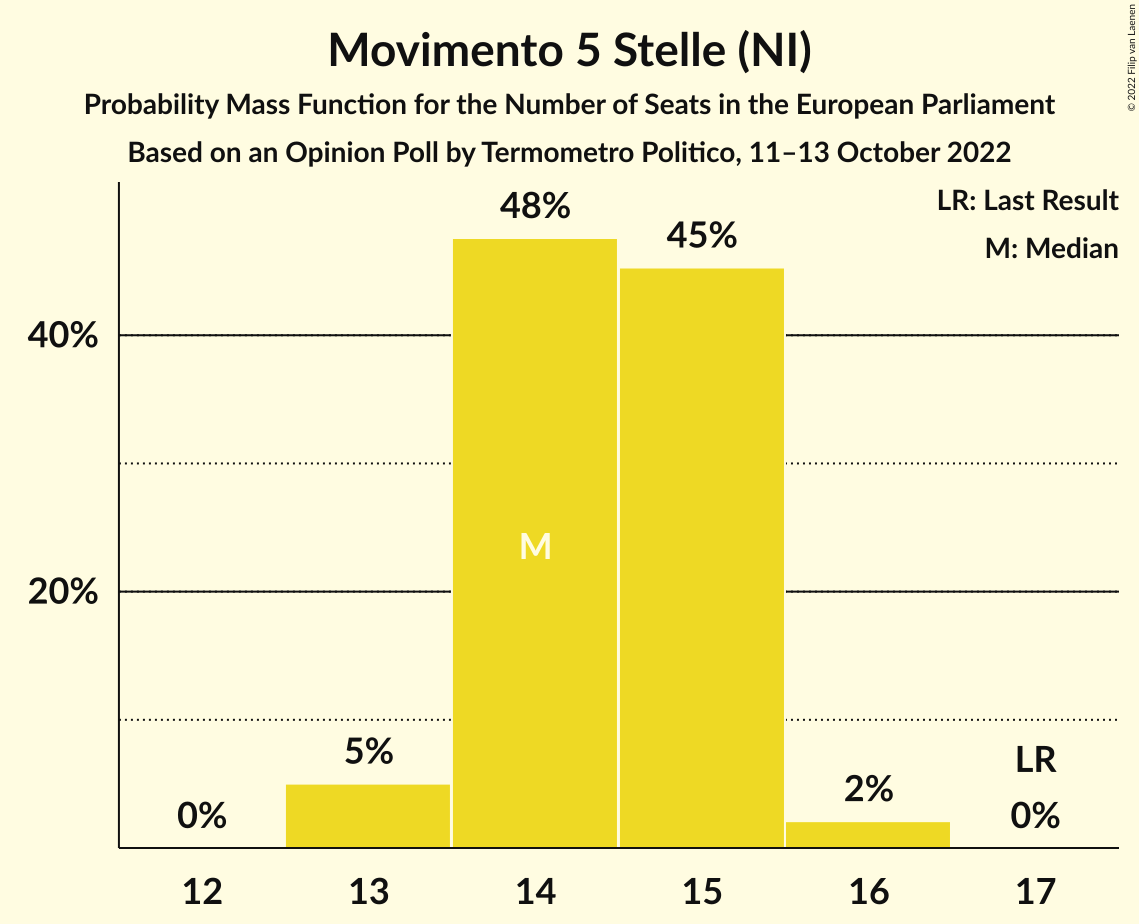 Movimento 5 Stelle (NI)
Probability Mass Function for the Number of Seats in the European Parliament
Based on an Opinion Poll by Termometro Politico, 11–13 October 2022
© 2022 Filip van Laenen
LR: Last Result
M: Median
48%
45%
40%
M
20%
5%
LR
2%
0%
0%
12 13 14 15 16 17